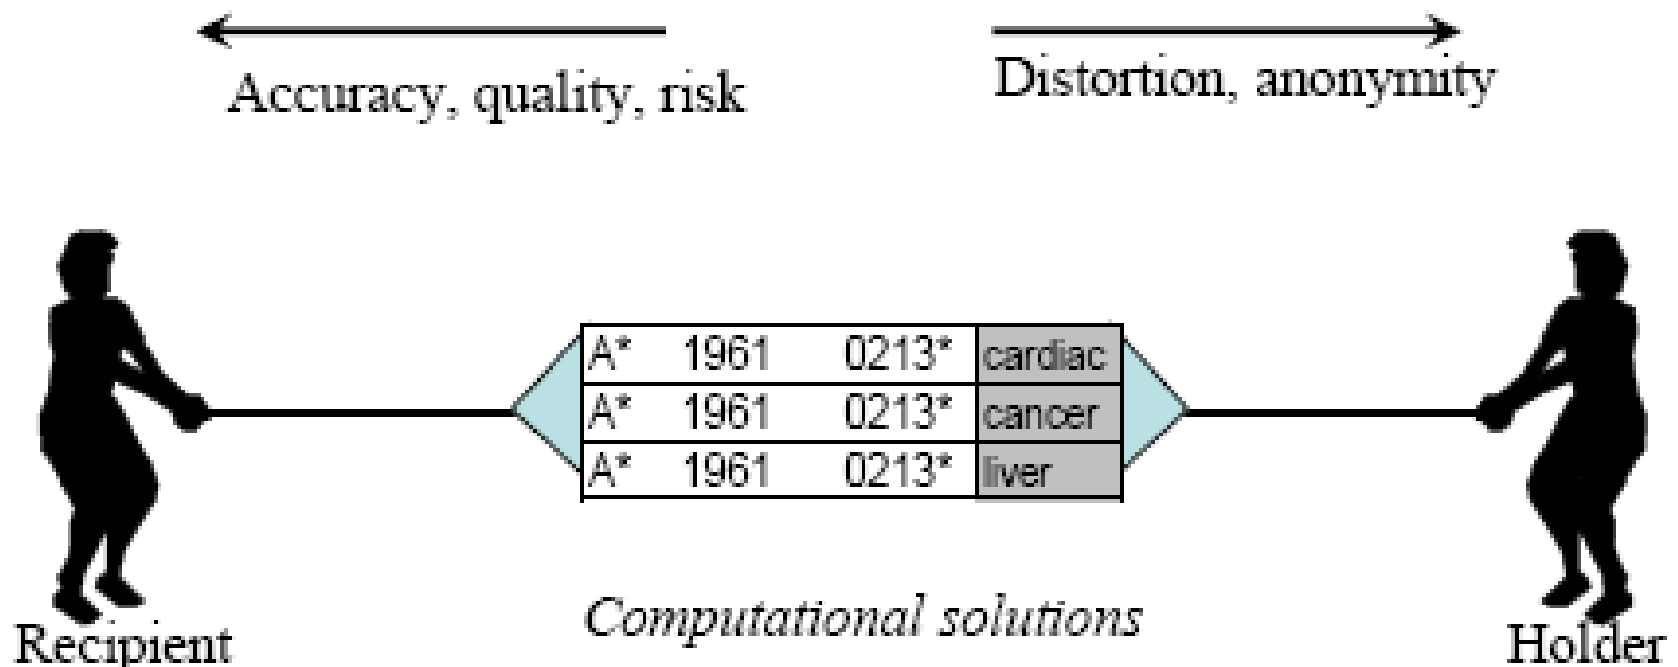 Accuracy, quality, risk
Distortion, anonymity
A* 1961 0213* cardiac
A* 1961 0213* cancer
A* 1961 0213* liver
Computational solutions
Recipient
Holder